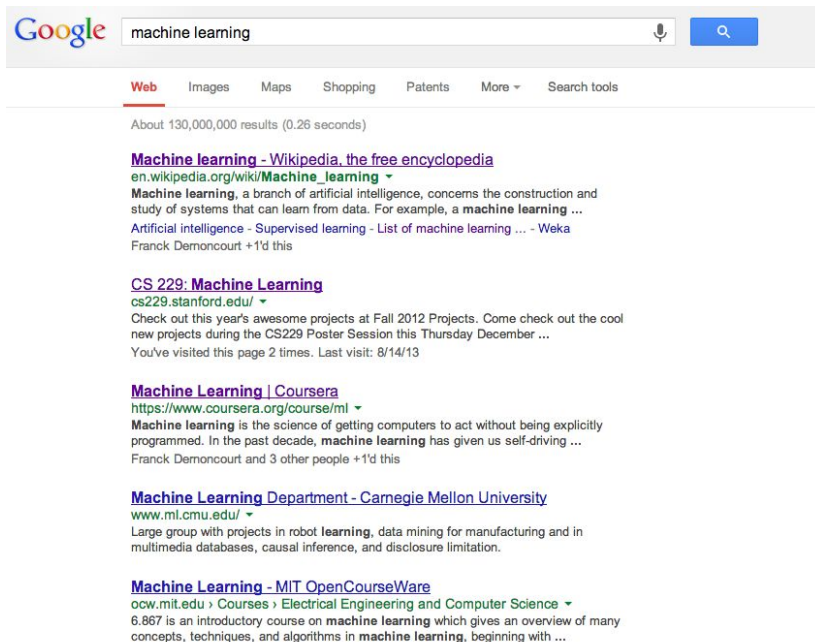 Google machine learning
Web Images Maps Shopping Patents More Search tools
About 130,000,000 results (0.26 seconds)
Machine learning - Wikipedia, the free encyclopedia
en.wikipedia.org/wiki/Machine_learning
Machine learning, a branch of artificial intelligence, concerns the construction and
study of systems that can learn from data. For example, a machine learning ...
Artificial intelligence - Supervised learning - List of machine learning ... - Weka
Franck Dernoncourt +1'd this
CS 229: Machine Learning
cs229.stanford.edu/
Check out this year's awesome projects at Fall 2012 Projects. Come check out the cool
new projects during the CS229 Poster Session this Thursday December ...
You've visited this page 2 times. Last visit: 8/14/13
Machine Learning | Coursera
https://www.coursera.org/course/ml
Machine learning is the science of getting computers to act without being explicitly
programmed. In the past decade, machine learning has given us self-driving ...
Franck Dernoncourt and 3 other people +1'd this
Machine Learning Department - Carnegie Mellon University
www.ml.cmu.edu/
Large group with projects in robot learning, data mining for manufacturing and in
multimedia databases, causal inference, and disclosure limitation.
Machine Learning - MIT OpenCourseWare
ocw.mit.edu › Courses › Electrical Engineering and Computer Science
6.867 is an introductory course on machine learning which gives an overview of many
concepts, techniques, and algorithms in machine learning, beginning with ...